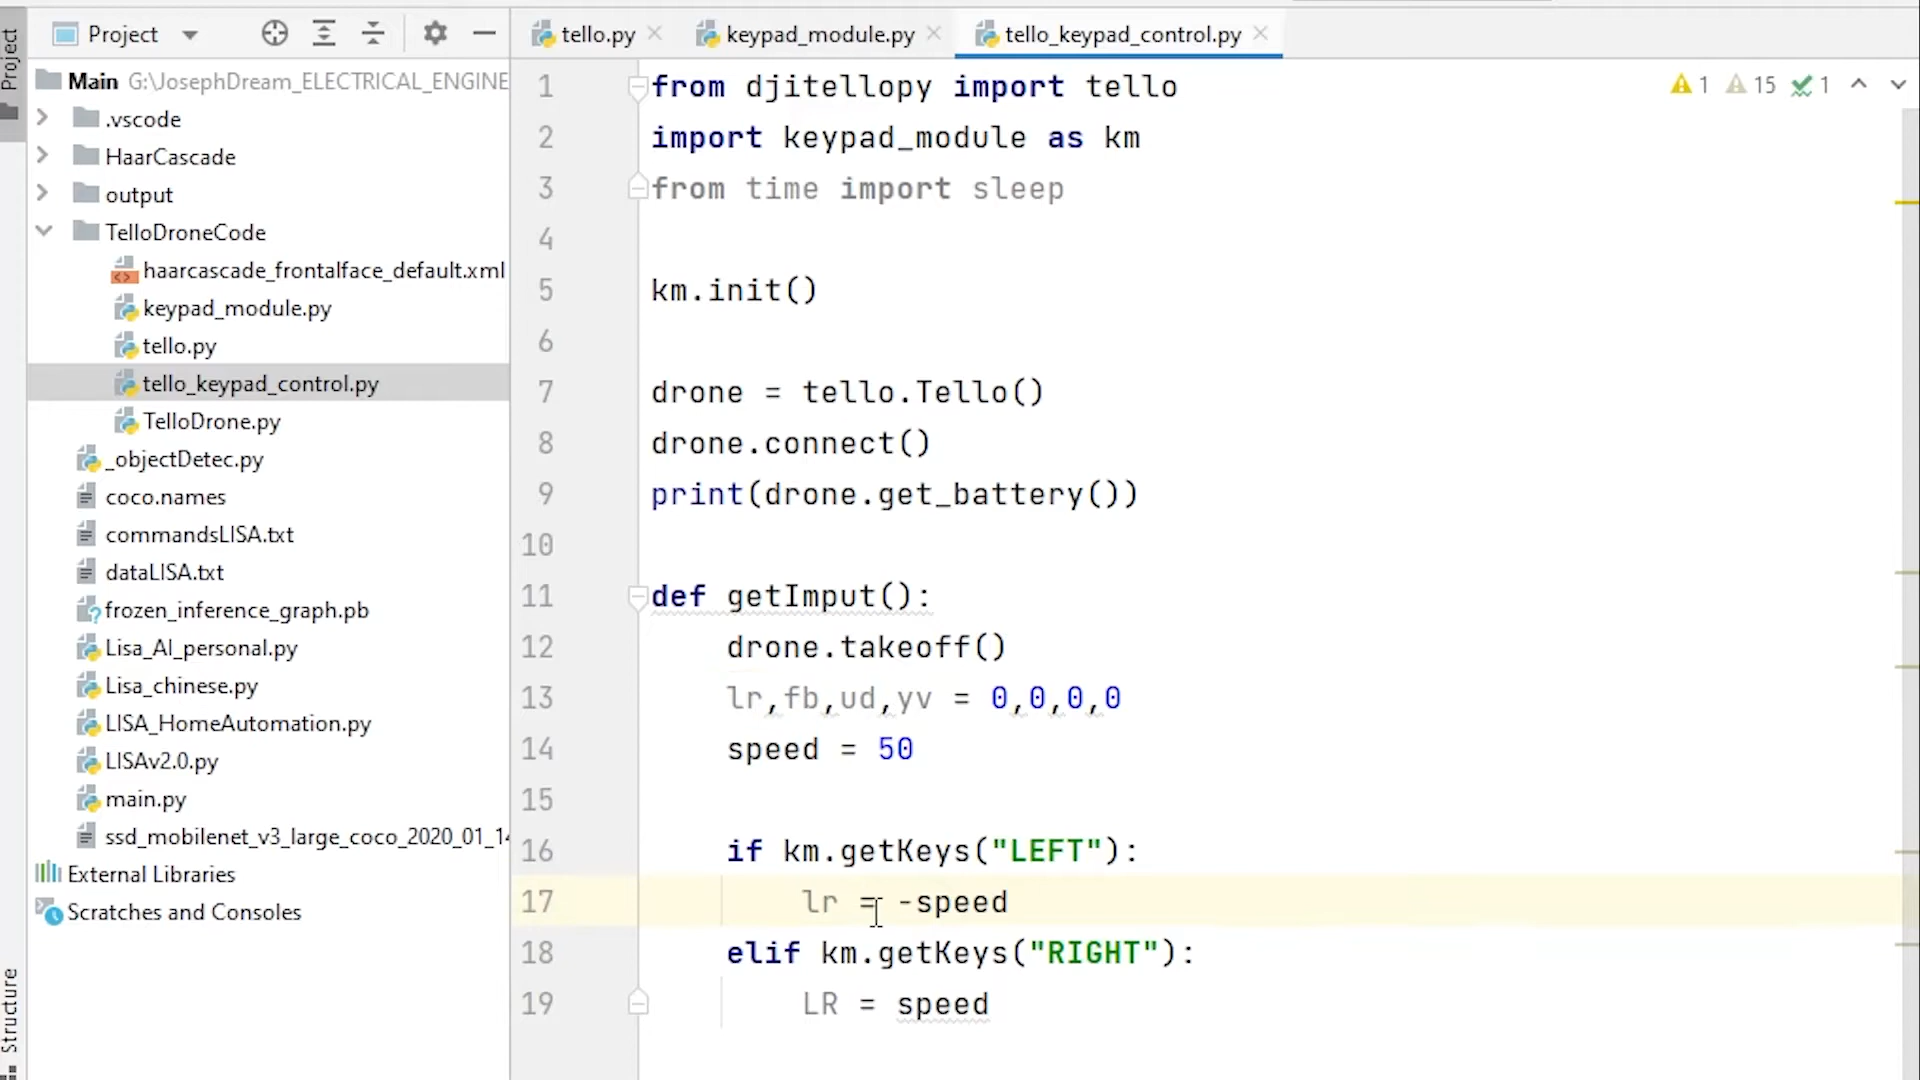 Project
Project
tello.py
keypad_module.py
tello_keypad_control.py
Main G:\JosephDream_ELECTRICAL_ENGINE
.vscode
HaarCascade
output
TelloDroneCode
haarcascade_frontalface_default.xml
keypad_module.py
tello.py
tello_keypad_control.py
TelloDrone.py
_objectDetec.py
coco.names
commandsLISA.txt
dataLISA.txt
frozen_inference_graph.pb
Lisa_AI_personal.py
Lisa_chinese.py
LISA_HomeAutomation.py
LISAv2.0.py
main.py
ssd_mobilenet_v3_large_coco_2020_01_14
External Libraries
Scratches and Consoles
Structure
1 from djitellopy import tello
2 import keypad_module as km
3 from time import sleep
4
5 km.init()
6
7 drone = tello.Tello()
8 drone.connect()
9 print(drone.get_battery())
10
11 def getImput():
12 drone.takeoff()
13 lr,fb,ud,yv = 0,0,0,0
14 speed = 50
15
16 if km.getKeys("LEFT"):
17 lr = -speed
18 elif km.getKeys("RIGHT"):
19 LR = speed
1 15 1